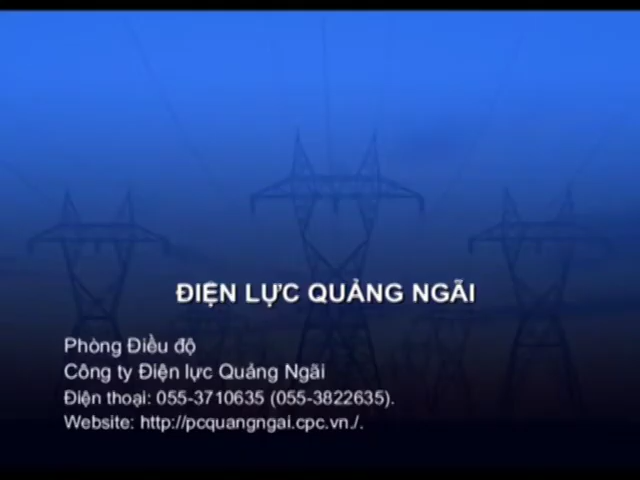 ĐIỆN LỰC QUẢNG NGÃI
Phòng Điều độ
Công ty Điện lực Quảng Ngãi
Điện thoại: 055-3710635 (055-3822635).
Website: http://pcquangngai.cpc.vn./.